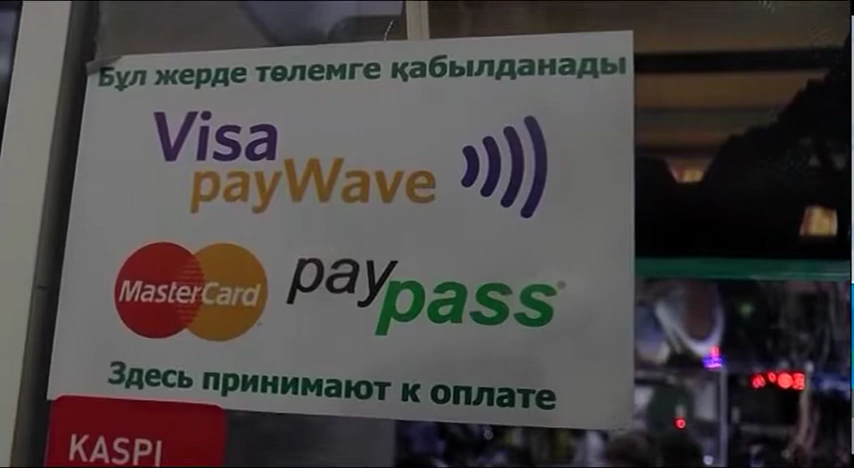 Бұл жерде төлемге қабылданады
Visa
payWave
MasterCard
paypass®
Здесь принимают к оплате
KASPI